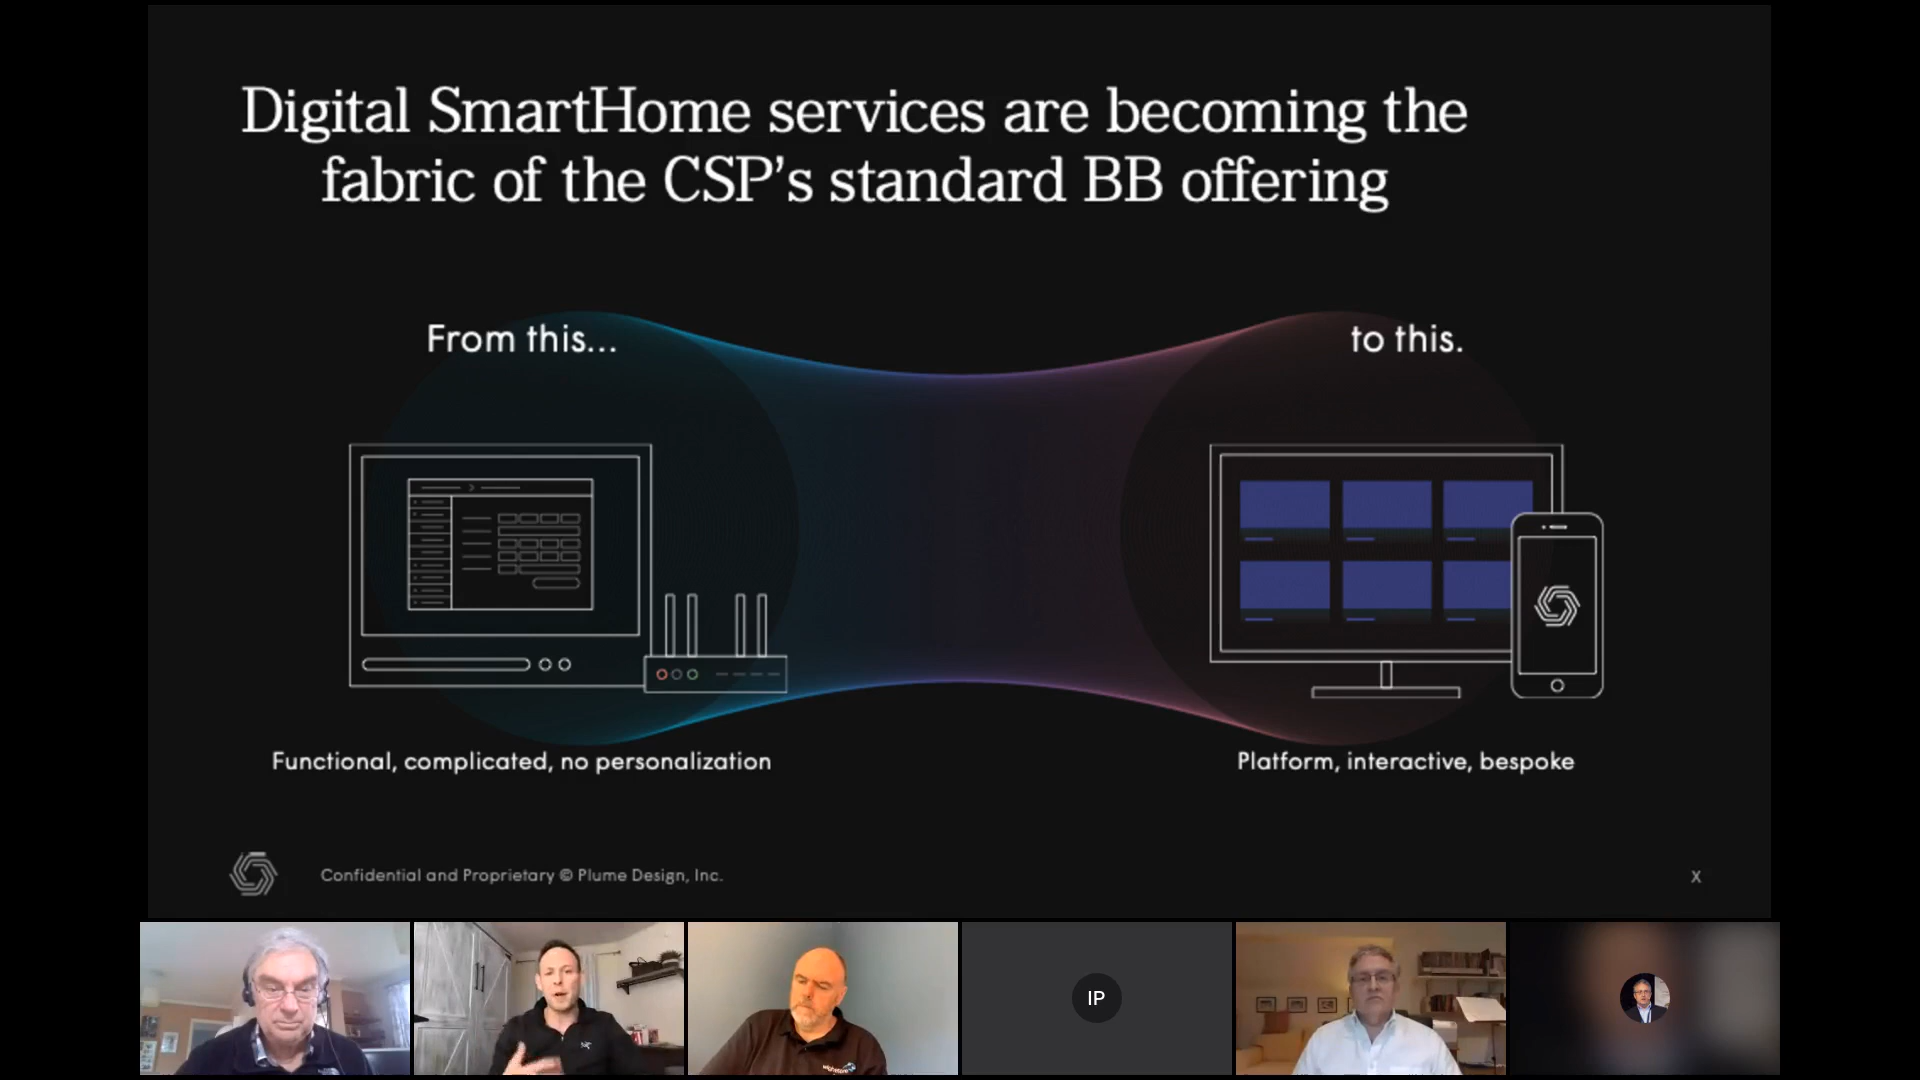 Digital SmartHome services are becoming the
fabric of the CSP's standard BB offering
From this...
to this.
Functional, complicated, no personalization
Platform, interactive, bespoke
Confidential and Proprietary © Plume Design, Inc.
X
IP